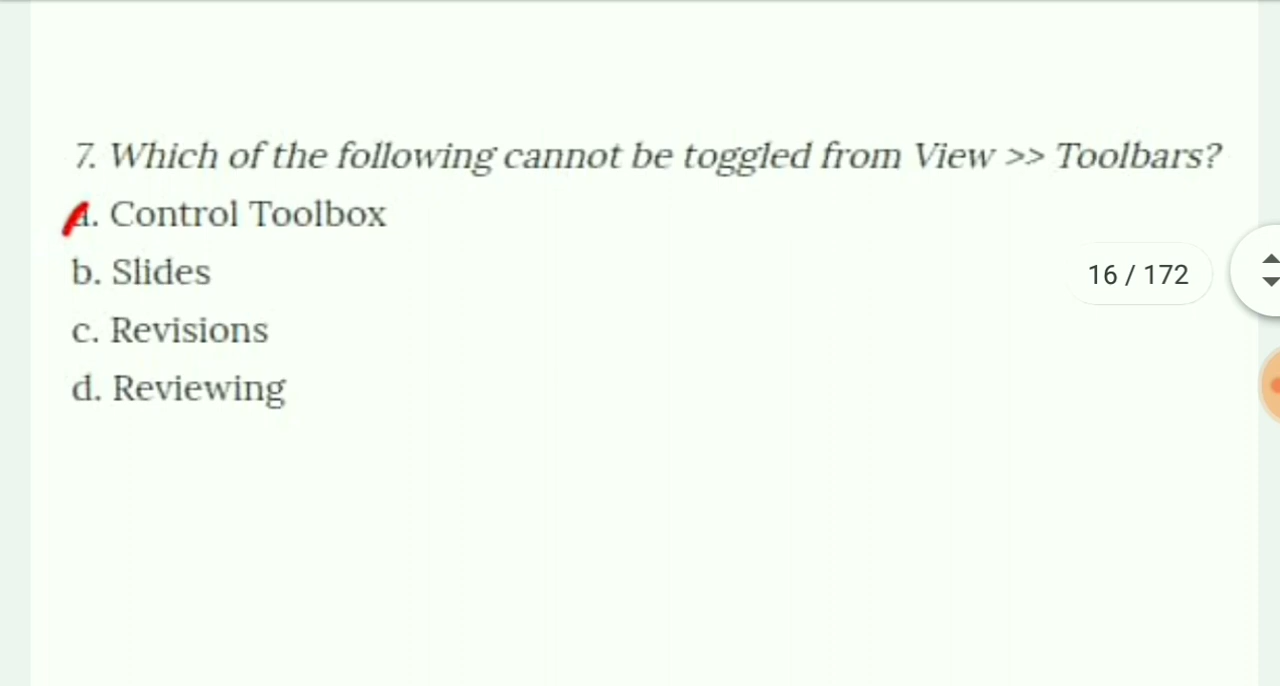 7. Which of the following cannot be toggled from View >> Toolbars?
a. Control Toolbox
b. Slides
16 / 172
c. Revisions
d. Reviewing